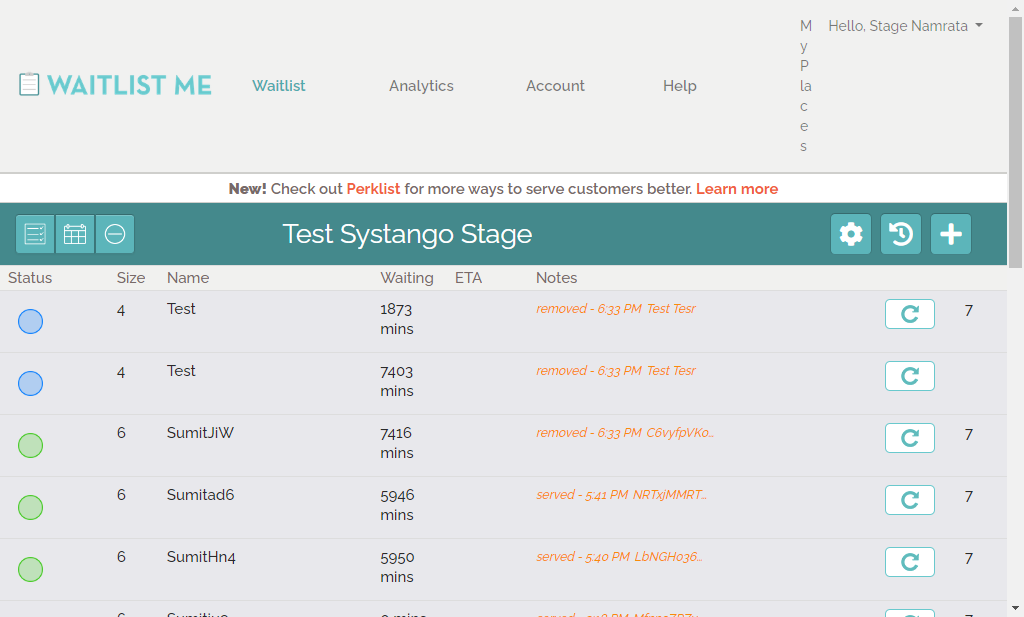 My Places
Hello, Stage Namrata
WAITLIST ME
Waitlist Analytics Account Help
New! Check out Perklist for more ways to serve customers better. Learn more
Test Systango Stage
Status Size Name Waiting ETA Notes
4 Test 1873 mins removed - 6:33 PM Test Tesr 7
4 Test 7403 mins removed - 6:33 PM Test Tesr 7
6 SumitJiW 7416 mins removed - 6:33 PM C6vyfpVKo... 7
6 Sumitad6 5946 mins served - 5:41 PM NRTXjMMRT... 7
6 SumitHn4 5950 mins served - 5:40 PM LbNGH036... 7